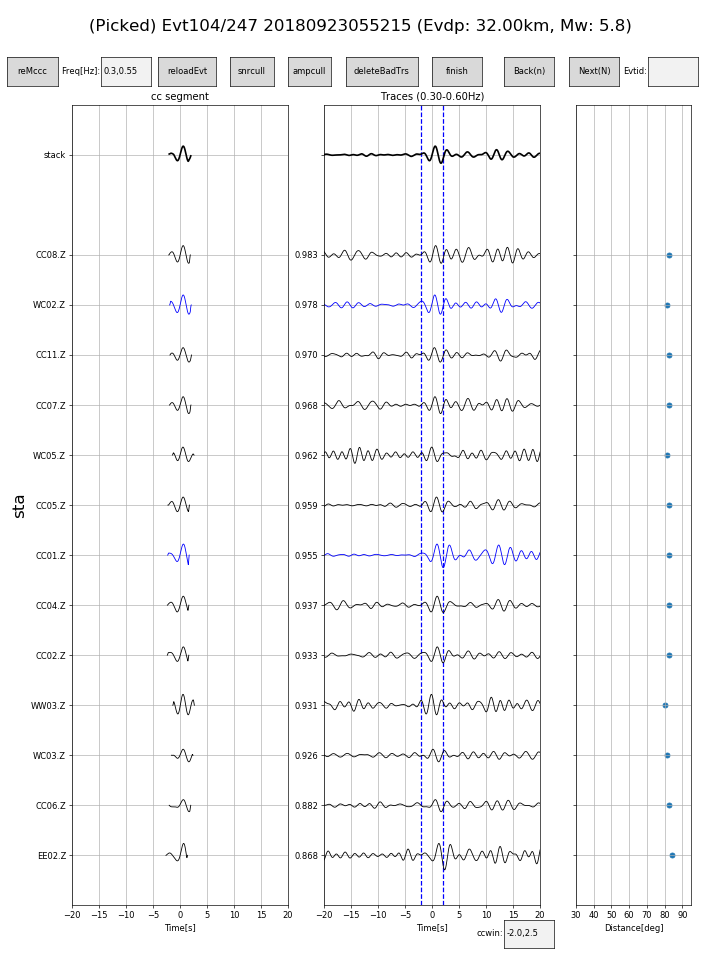 (Picked) Evt104/247 20180923055215 (Evdp: 32.00km, Mw: 5.8)
reMccc Freq[Hz]: 0.3,0.55 reloadEvt snrcull ampcull deleteBadTrs finish Back(n) Next(N) Evtid:
cc segment Traces (0.30-0.60Hz)
stack
CC08.Z 0.983
WC02.Z 0.978
CC11.Z 0.970
CC07.Z 0.968
WC05.Z 0.962
CC05.Z 0.959
sta
CC01.Z 0.955
CC04.Z 0.937
CC02.Z 0.933
WW03.Z 0.931
WC03.Z 0.926
CC06.Z 0.882
EE02.Z 0.868
−20 −15 −10 −5 0 5 10 15 20 −20 −15 −10 −5 0 5 10 15 20 30 40 50 60 70 80 90
Time[s] Time[s] Distance[deg]
ccwin: -2.0,2.5